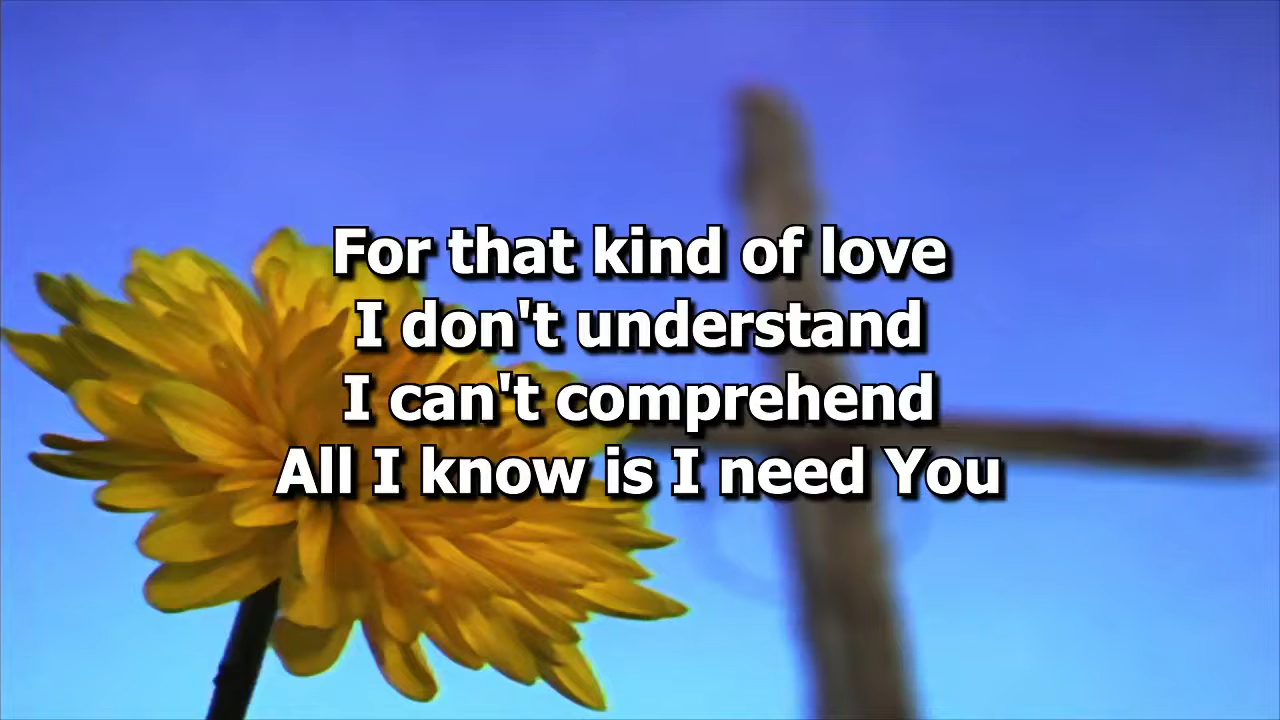 For that kind of love
I don't understand
I can't comprehend
All I know is I need You